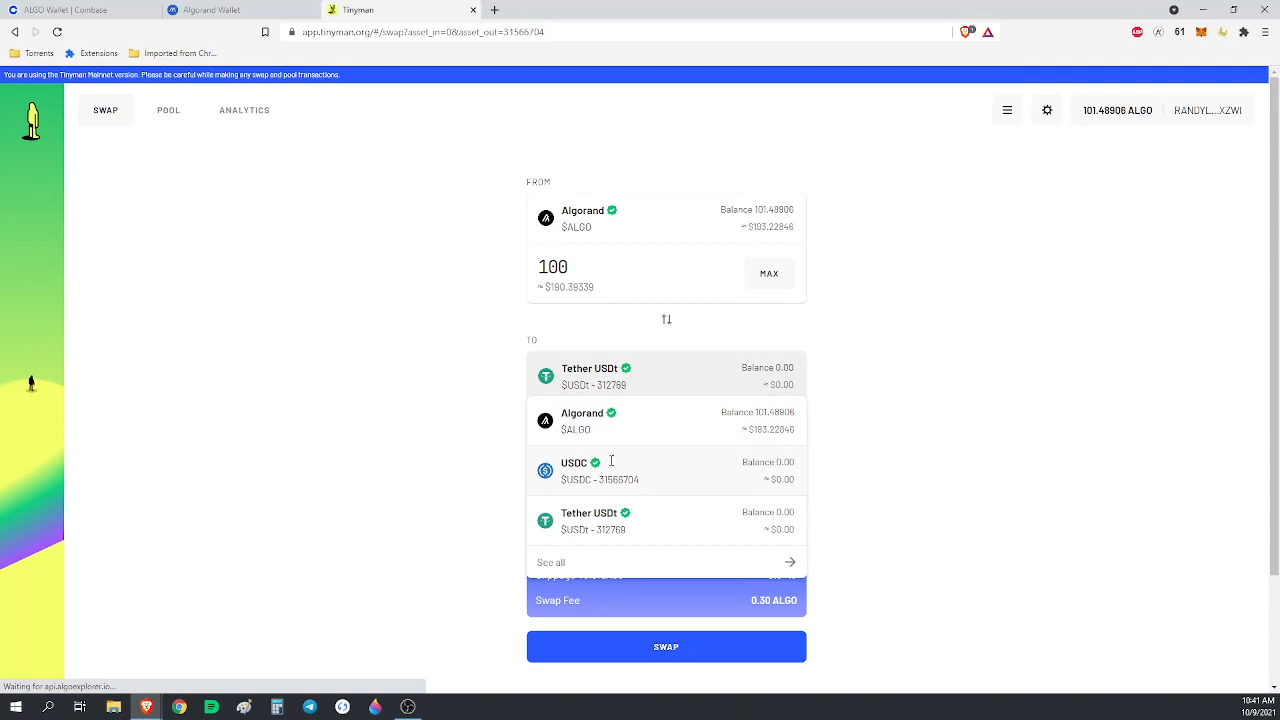 ALGO Wallet | Coinbase
Algorand Wallet
Tinyman
app.tinyman.org/#/swap?asset_in=0&asset_out=31566704
61
Torrents
Extensions
Imported from Chr...
You are using the Tinyman Mainnet version. Please be careful while making any swap and pool transactions.
SWAP
POOL
ANALYTICS
101.48906 ALGO
RANDYL...XZWI
FROM
Algorand
Balance 101.48906
$ALGO
≈ $193.22846
100
MAX
≈ $190.39339
TO
Tether USDt
Balance 0.00
$USDt - 312769
≈ $0.00
Algorand
Balance 101.48906
$ALGO
≈ $193.22846
USDC
Balance 0.00
$USDC - 31566704
≈ $0.00
Tether USDt
Balance 0.00
$USDt - 312769
≈ $0.00
See all
Slippage Tolerance
Swap Fee
0.30 ALGO
SWAP
Waiting for api.algoexplorer.io...
10:41 AM
10/9/2021